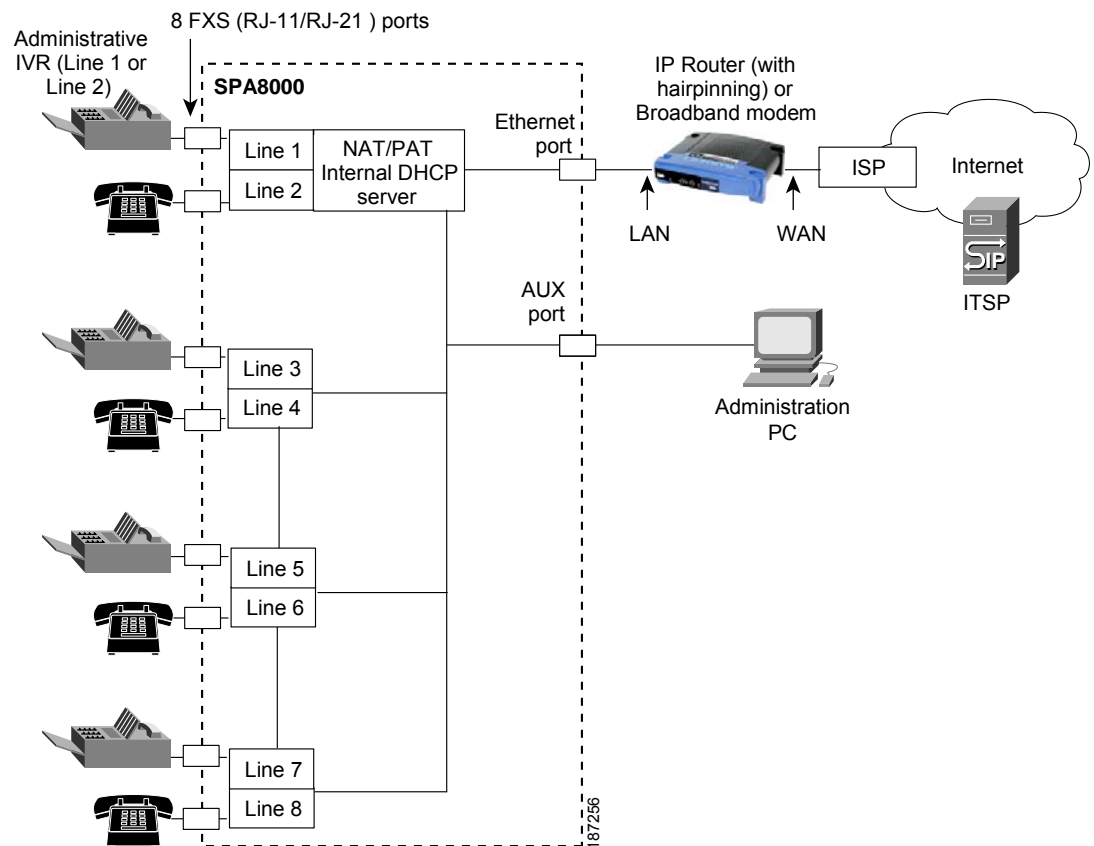 8 FXS (RJ-11/RJ-21 ) ports
Administrative
IVR (Line 1 or
Line 2)
SPA8000
Line 1
Line 2
NAT/PAT
Internal DHCP
server
Ethernet
port
IP Router (with
hairpinning) or
Broadband modem
LAN
WAN
ISP
Internet
SIP
ITSP
AUX
port
Administration
PC
Line 3
Line 4
Line 5
Line 6
Line 7
Line 8
187256